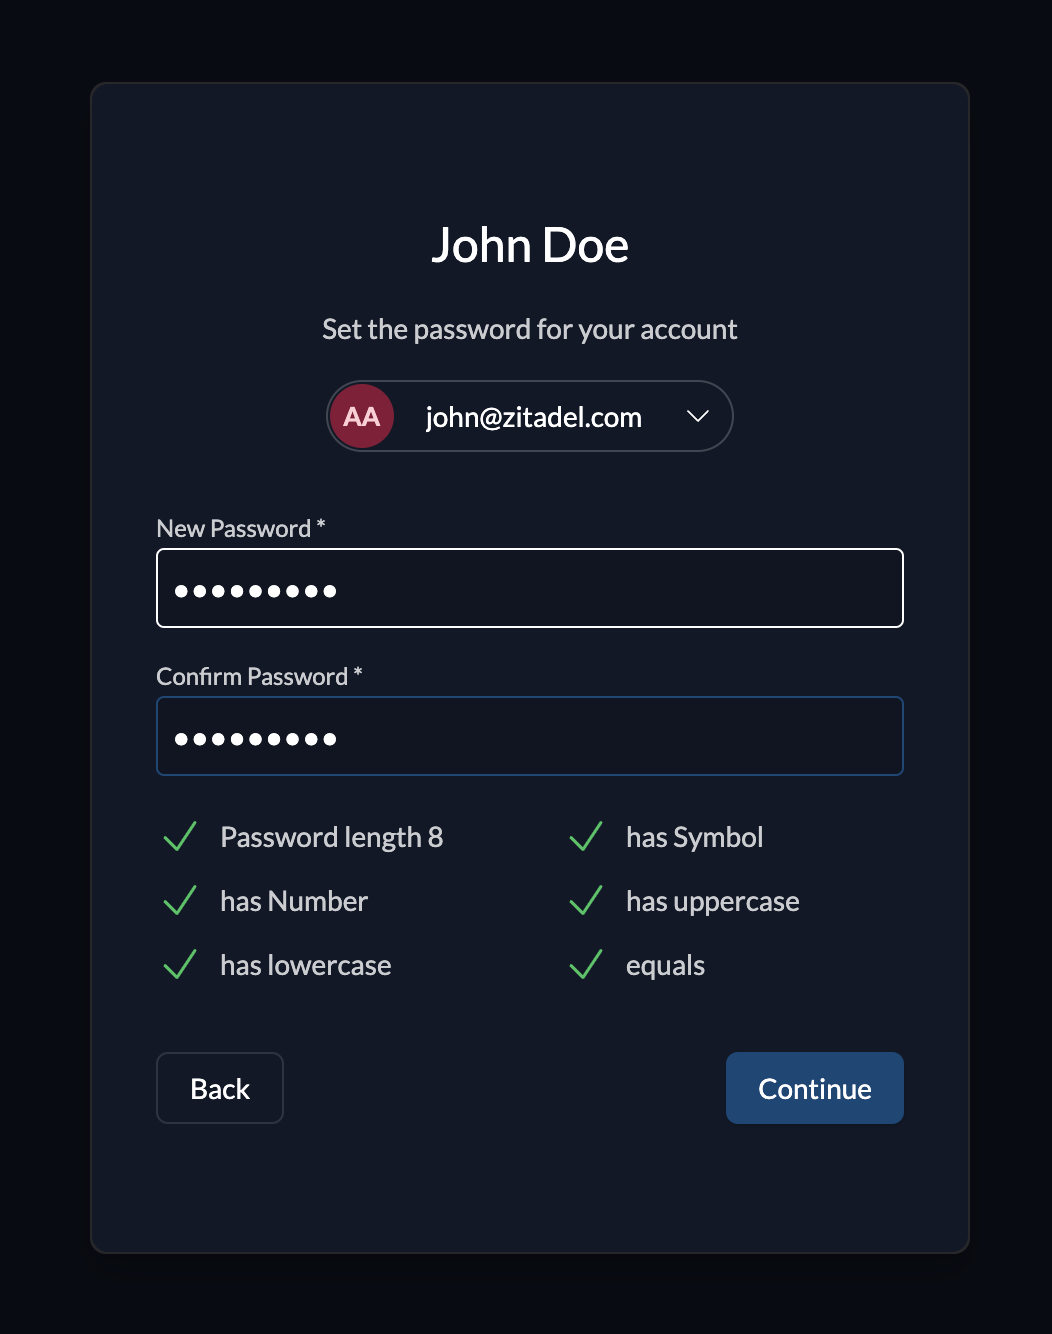 John Doe
Set the password for your account
AA john@zitadel.com
New Password *
●●●●●●●●●
Confirm Password *
●●●●●●●●●
Password length 8
has Symbol
has Number
has uppercase
has lowercase
equals
Back
Continue